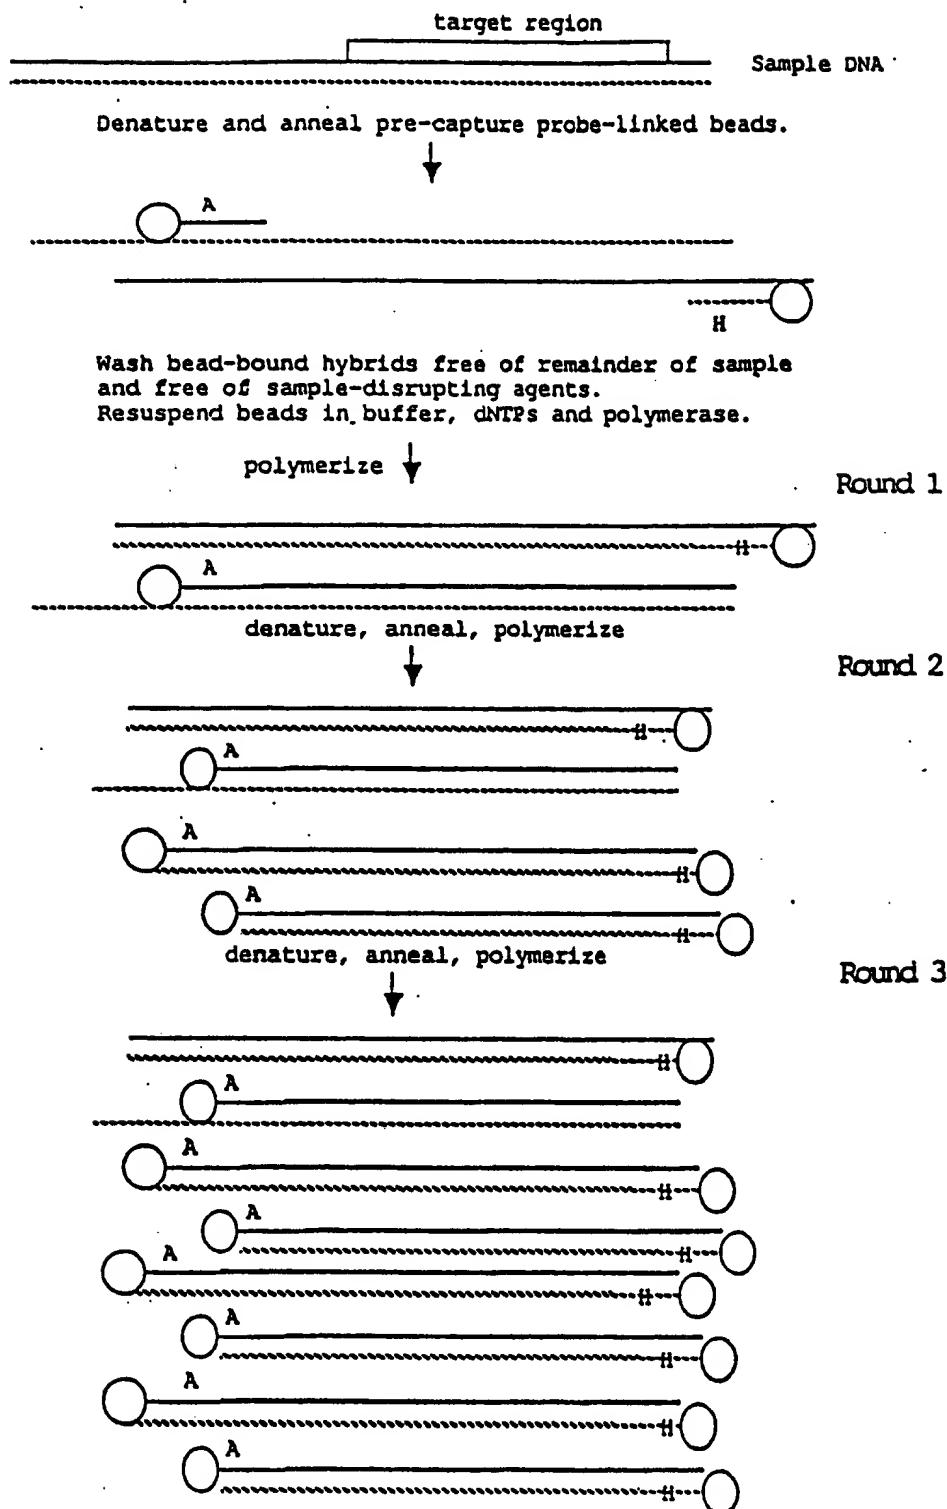 target region
Sample DNA
Denature and anneal pre-capture probe-linked beads.
A
H
Wash bead-bound hybrids free of remainder of sample
and free of sample-disrupting agents.
Resuspend beads in buffer, dNTPs and polymerase.
polymerize
Round 1
H
A
denature, anneal, polymerize
Round 2
H
A
A
H
A
H
denature, anneal, polymerize
Round 3
H
A
A
H
A
H
A
H
A
H
A
H
A
H